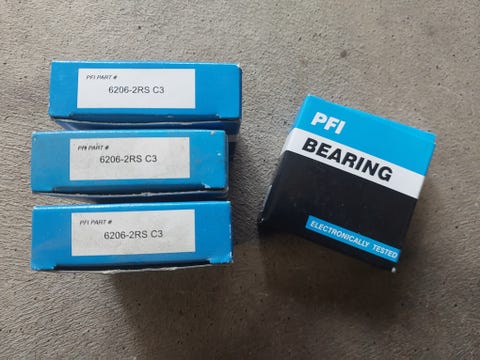 PFI PART #
6206-2RS C3
PFI PART #
6206-2RS C3
PFI PART #
6206-2RS C3
PFI
BEARING
ELECTRONICALLY TESTED